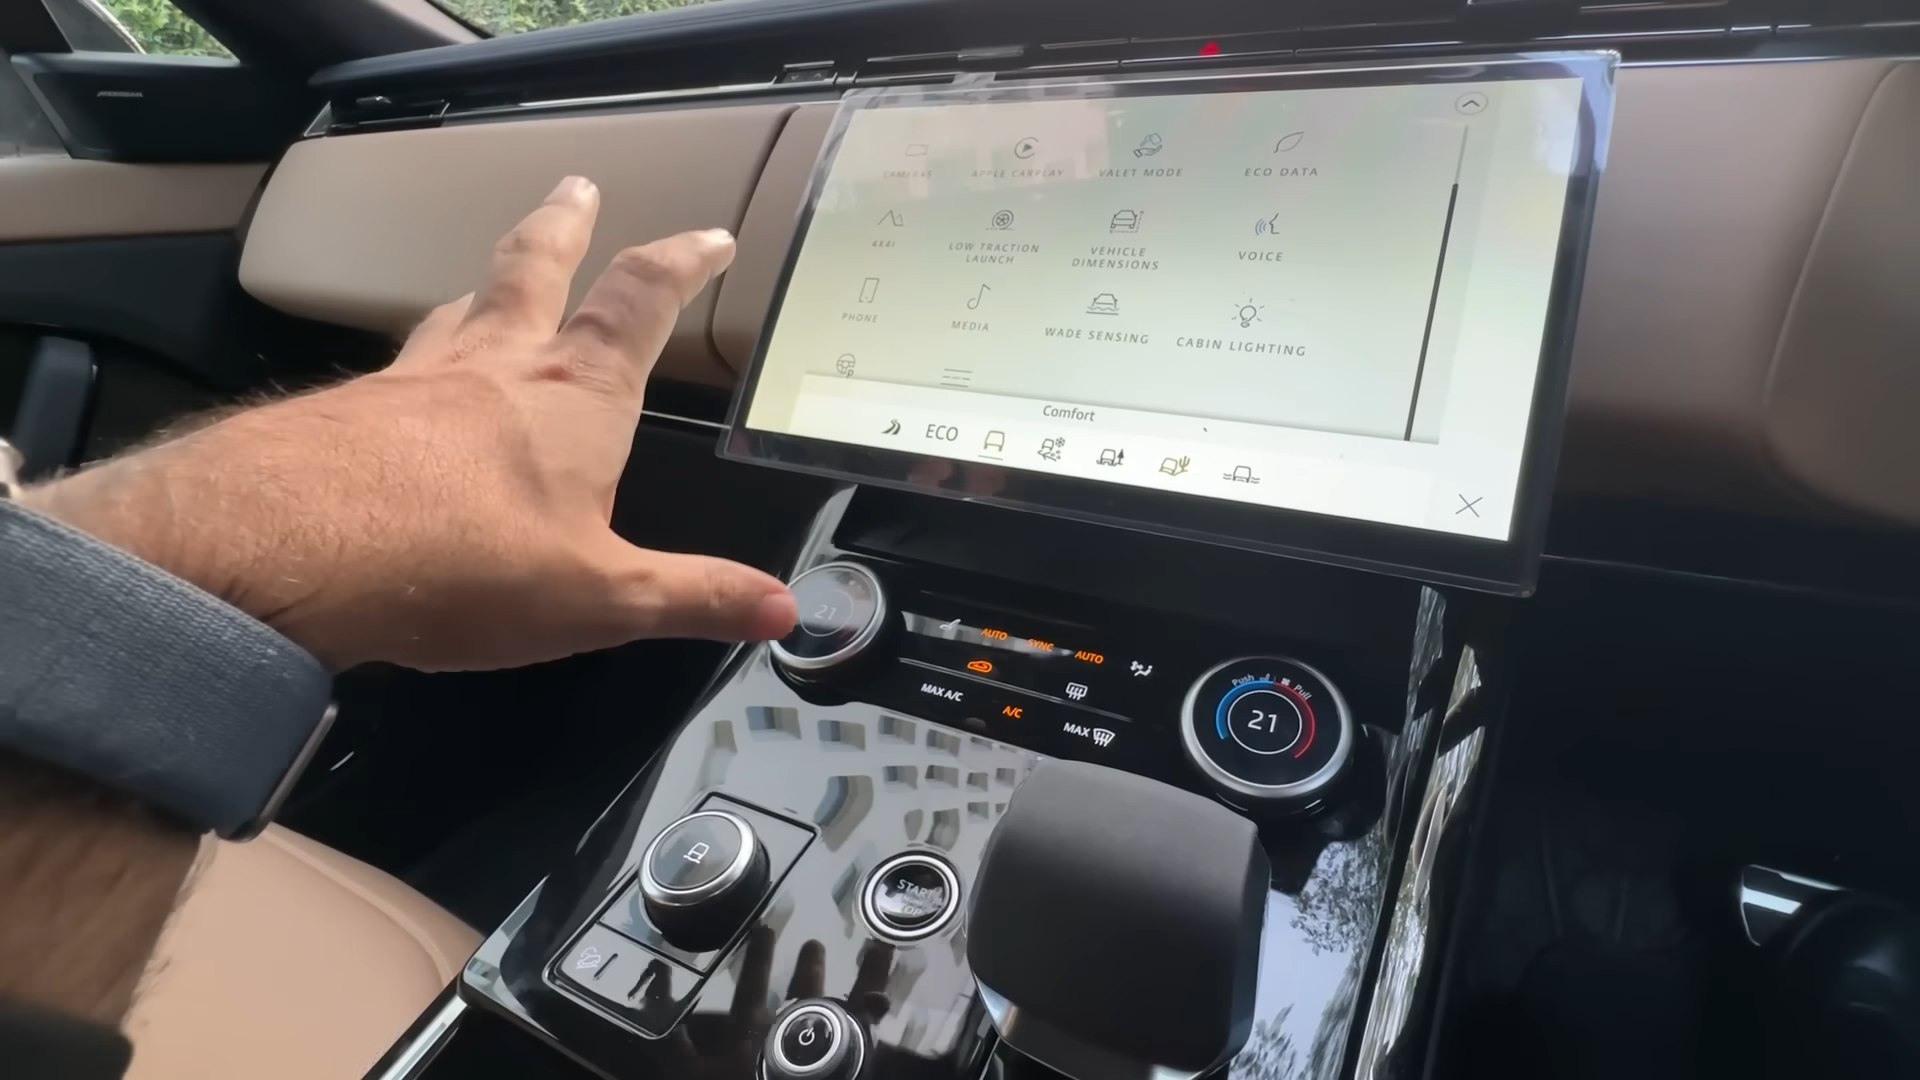 MERIDIAN
CAMERAS
APPLE CARPLAY
VALET MODE
ECO DATA
4X4I
LOW TRACTION
LAUNCH
VEHICLE
DIMENSIONS
VOICE
PHONE
MEDIA
WADE SENSING
CABIN LIGHTING
Comfort
ECO
21
AUTO
SYNC
AUTO
MAX A/C
A/C
MAX
Push
Pull
21
START